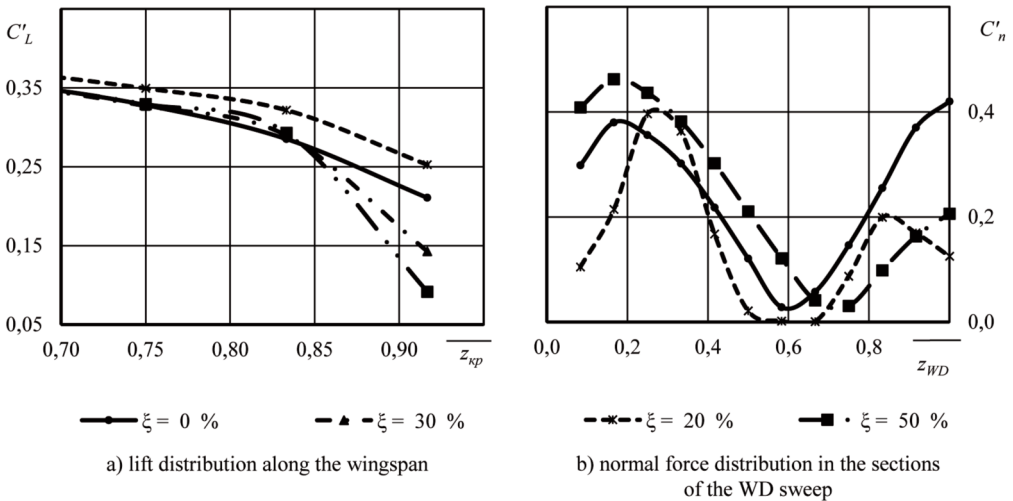 C′L
0,35
0,25
0,15
0,05
0,70 0,75 0,80 0,85 0,90 zкр
C′n
0,4
0,2
0,0
0,0 0,2 0,4 0,6 0,8
zWD
ξ = 0 % ξ = 30 % ξ = 20 % ξ = 50 %
a) lift distribution along the wingspan
b) normal force distribution in the sections
of the WD sweep